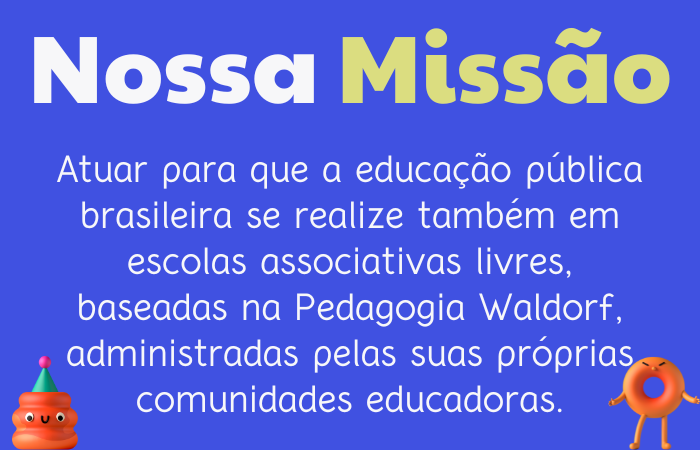 Nossa Missão
Atuar para que a educação pública
brasileira se realize também em
escolas associativas livres,
baseadas na Pedagogia Waldorf,
administradas pelas suas próprias
comunidades educadoras.